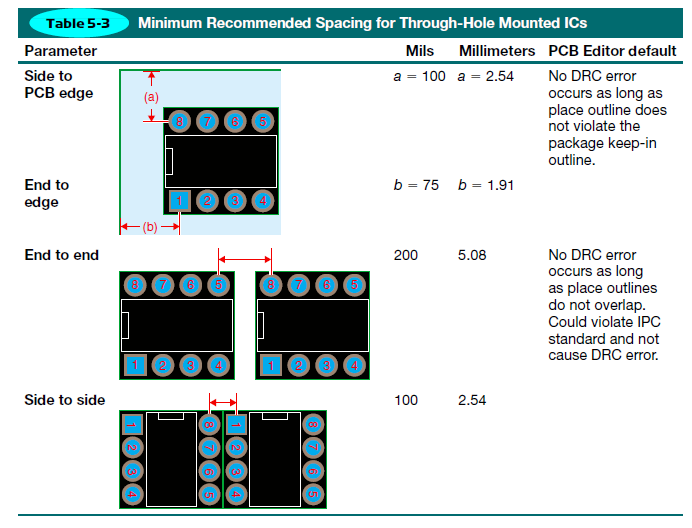 Table 5-3 Minimum Recommended Spacing for Through-Hole Mounted ICs
Parameter Mils Millimeters PCB Editor default
Side to
PCB edge
a = 100 a = 2.54
No DRC error
occurs as long as
place outline does
not violate the
package keep-in
outline.
(a)
8 7 6 5
End to
edge
b = 75 b = 1.91
1 2 3 4
(b)
End to end
200 5.08
No DRC error
occurs as long
as place outlines
do not overlap.
Could violate IPC
standard and not
cause DRC error.
8 7 6 5 8 7 6 5
1 2 3 4 1 2 3 4
Side to side
100 2.54
1 8 1 8
2 7 2 7
3 6 3 6
4 5 4 5